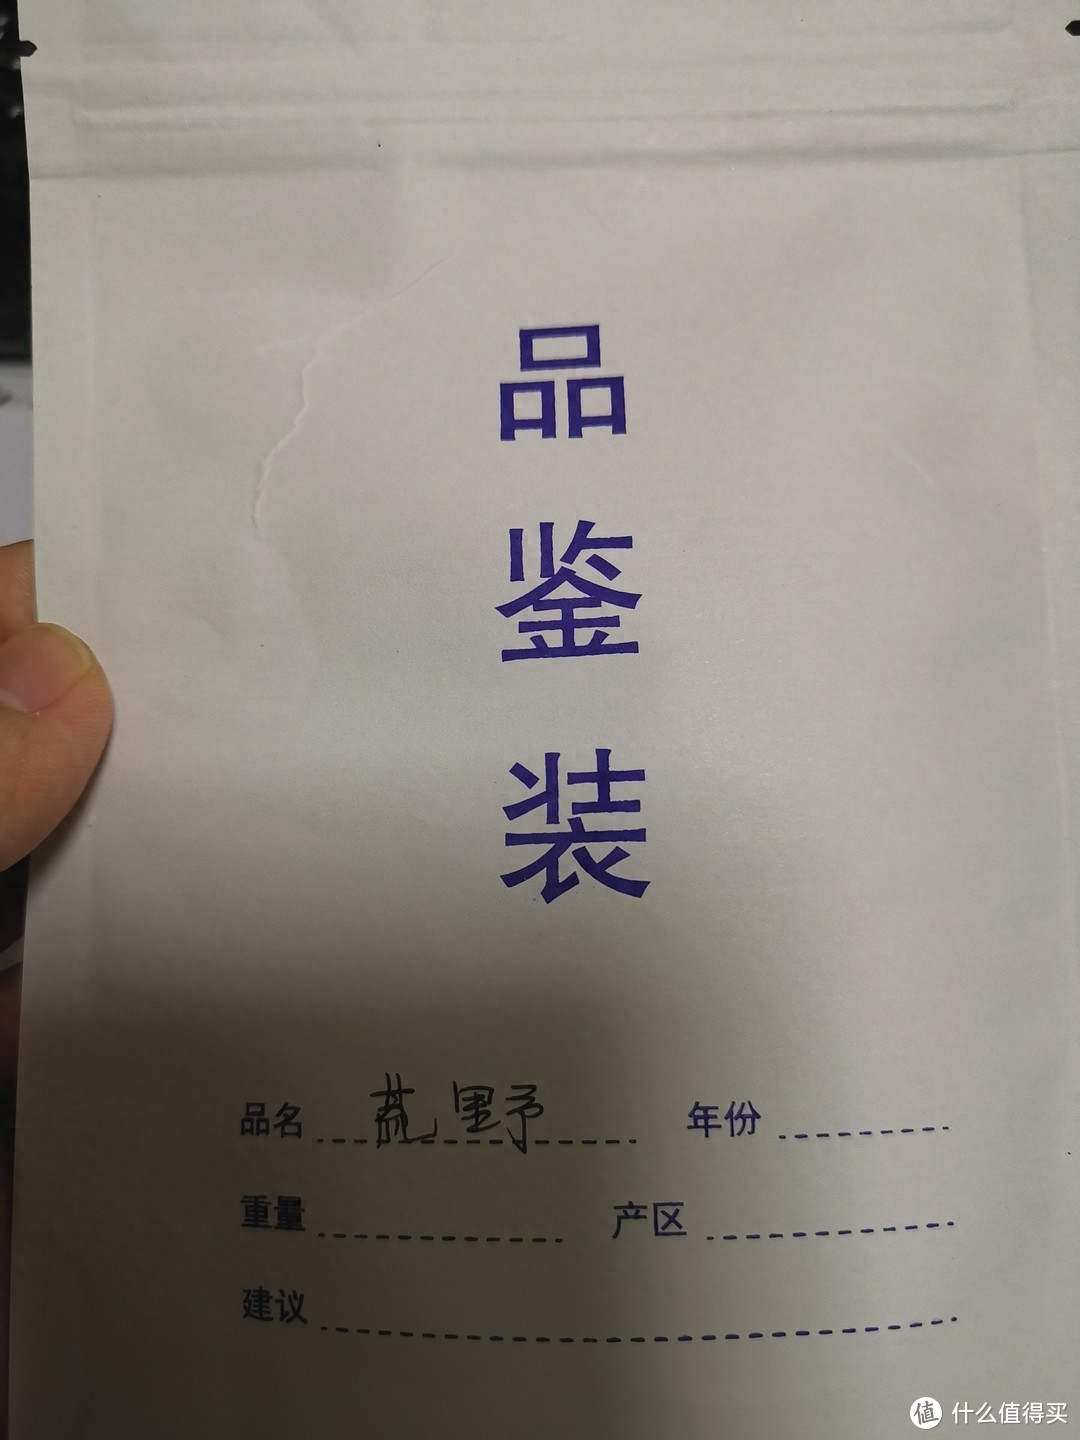 品
鉴
装
品名 荒野 年份
重量 产区
建议
值 什么值得买